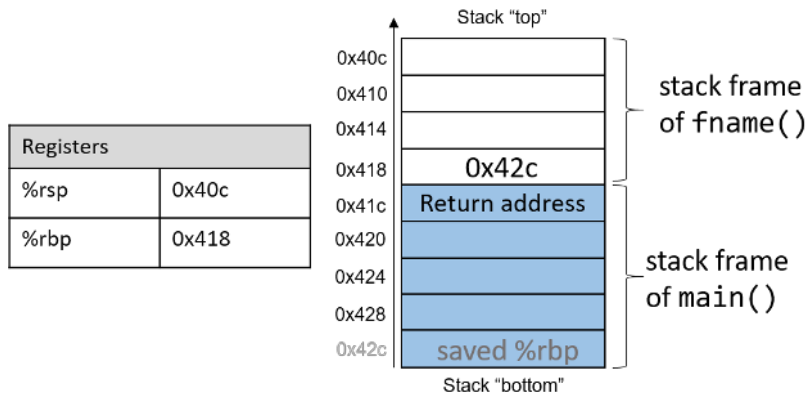 Stack “top”
0x40c
0x410
0x414
0x418 0x42c
0x41c Return address
0x420
0x424
0x428
0x42c saved %rbp
Stack “bottom”
stack frame
of fname()
stack frame
of main()
Registers
%rsp 0x40c
%rbp 0x418